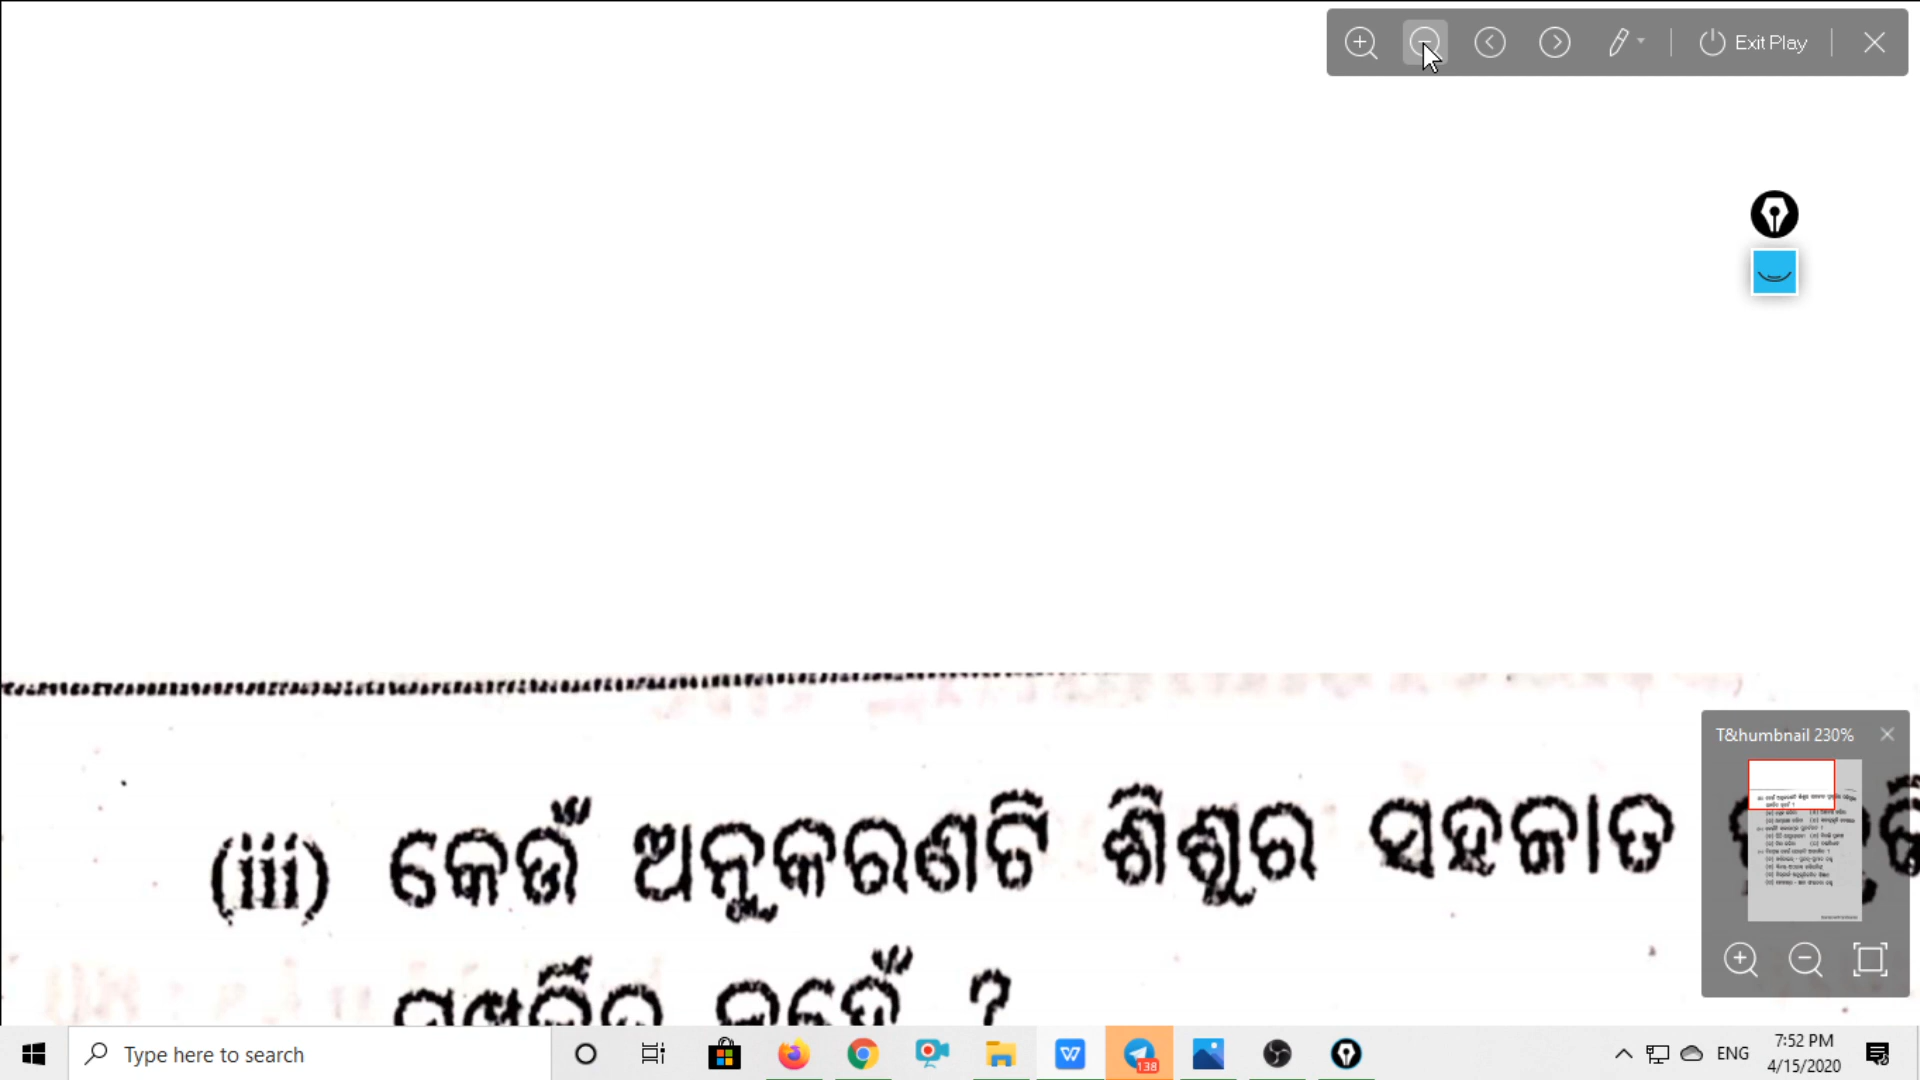 Exit Play
T&humbnail 230%
(iii) କେଉଁ ଅନୁକରଣଟି ଶିଶୁର ସହଜାତ
ନୁହେଁ ?
Type here to search
138
ENG
7:52 PM
4/15/2020